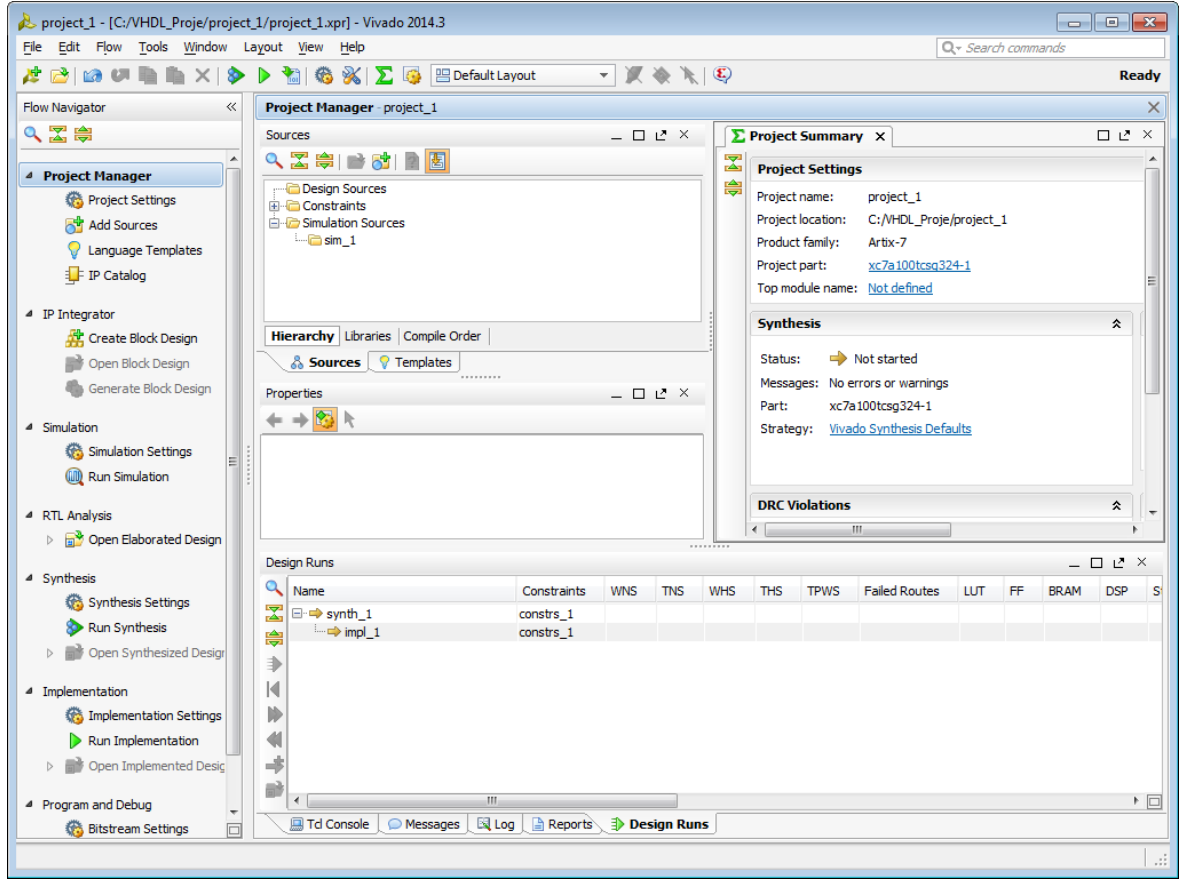 project_1 - [C:/VHDL_Proje/project_1/project_1.xpr] - Vivado 2014.3
File Edit Flow Tools Window Layout View Help
Search commands
Default Layout
Ready
Flow Navigator
Project Manager
Project Settings
Add Sources
Language Templates
IP Catalog
IP Integrator
Create Block Design
Open Block Design
Generate Block Design
Simulation
Simulation Settings
Run Simulation
RTL Analysis
Open Elaborated Design
Synthesis
Synthesis Settings
Run Synthesis
Open Synthesized Desigr
Implementation
Implementation Settings
Run Implementation
Open Implemented Desig
Program and Debug
Bitstream Settings
Project Manager - project_1
Sources
Design Sources
Constraints
Simulation Sources
sim_1
Hierarchy Libraries Compile Order
Sources Templates
Properties
Project Summary
Project Settings
Project name: project_1
Project location: C:/VHDL_Proje/project_1
Product family: Artix-7
Project part: xc7a100tcsg324-1
Top module name: Not defined
Synthesis
Status: Not started
Messages: No errors or warnings
Part: xc7a100tcsg324-1
Strategy: Vivado Synthesis Defaults
DRC Violations
Design Runs
Name Constraints WNS TNS WHS THS TPWS Failed Routes LUT FF BRAM DSP S
synth_1 constrs_1
impl_1 constrs_1
Tcl Console Messages Log Reports Design Runs